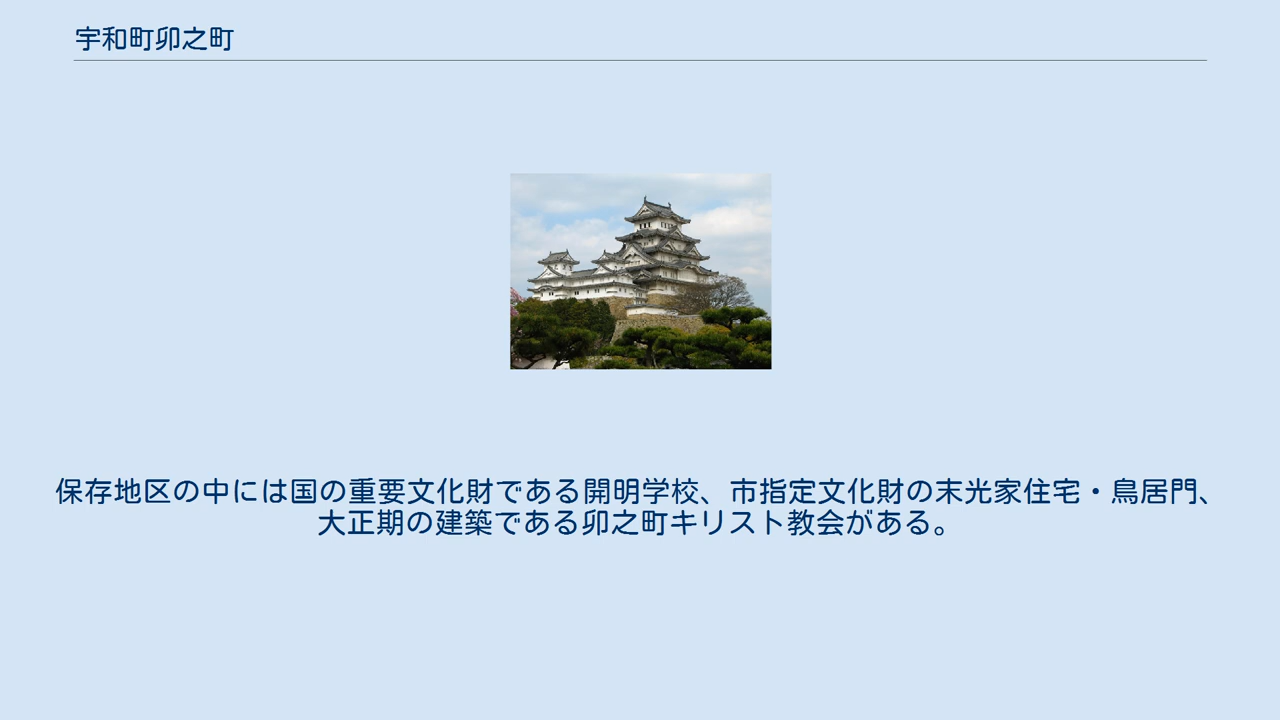 宇和町卯之町
保存地区の中には国の重要文化財である開明学校、市指定文化財の末光家住宅・鳥居門、
大正期の建築である卯之町キリスト教会がある。